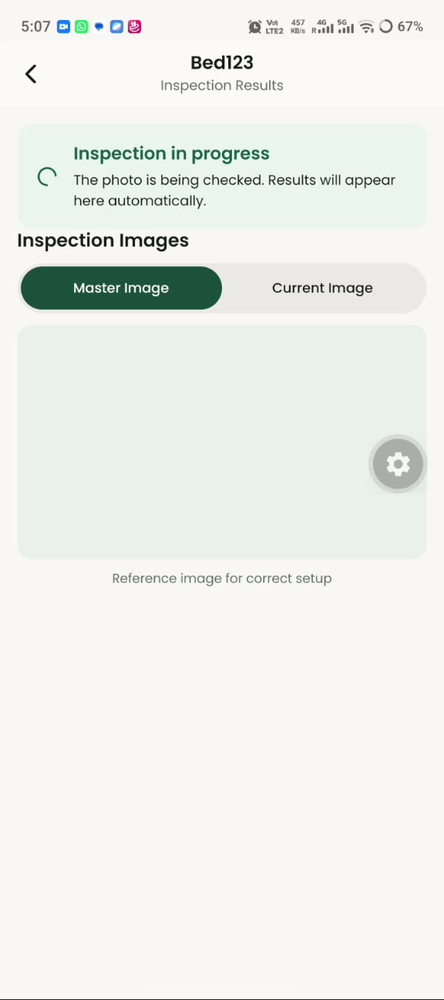 5:07
Vo) LTE2 457 KB/s R 4G 5G 67%
Bed123
Inspection Results
Inspection in progress
The photo is being checked. Results will appear
here automatically.
Inspection Images
Master Image Current Image
Reference image for correct setup